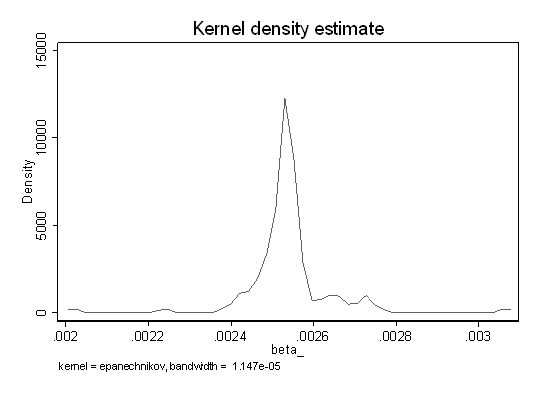 Kernel density estimate
15000
10000
5000
0
Density
.002 .0022 .0024 .0026 .0028 .003
beta_
kernel = epanechnikov, bandwidth = 1.147e-05